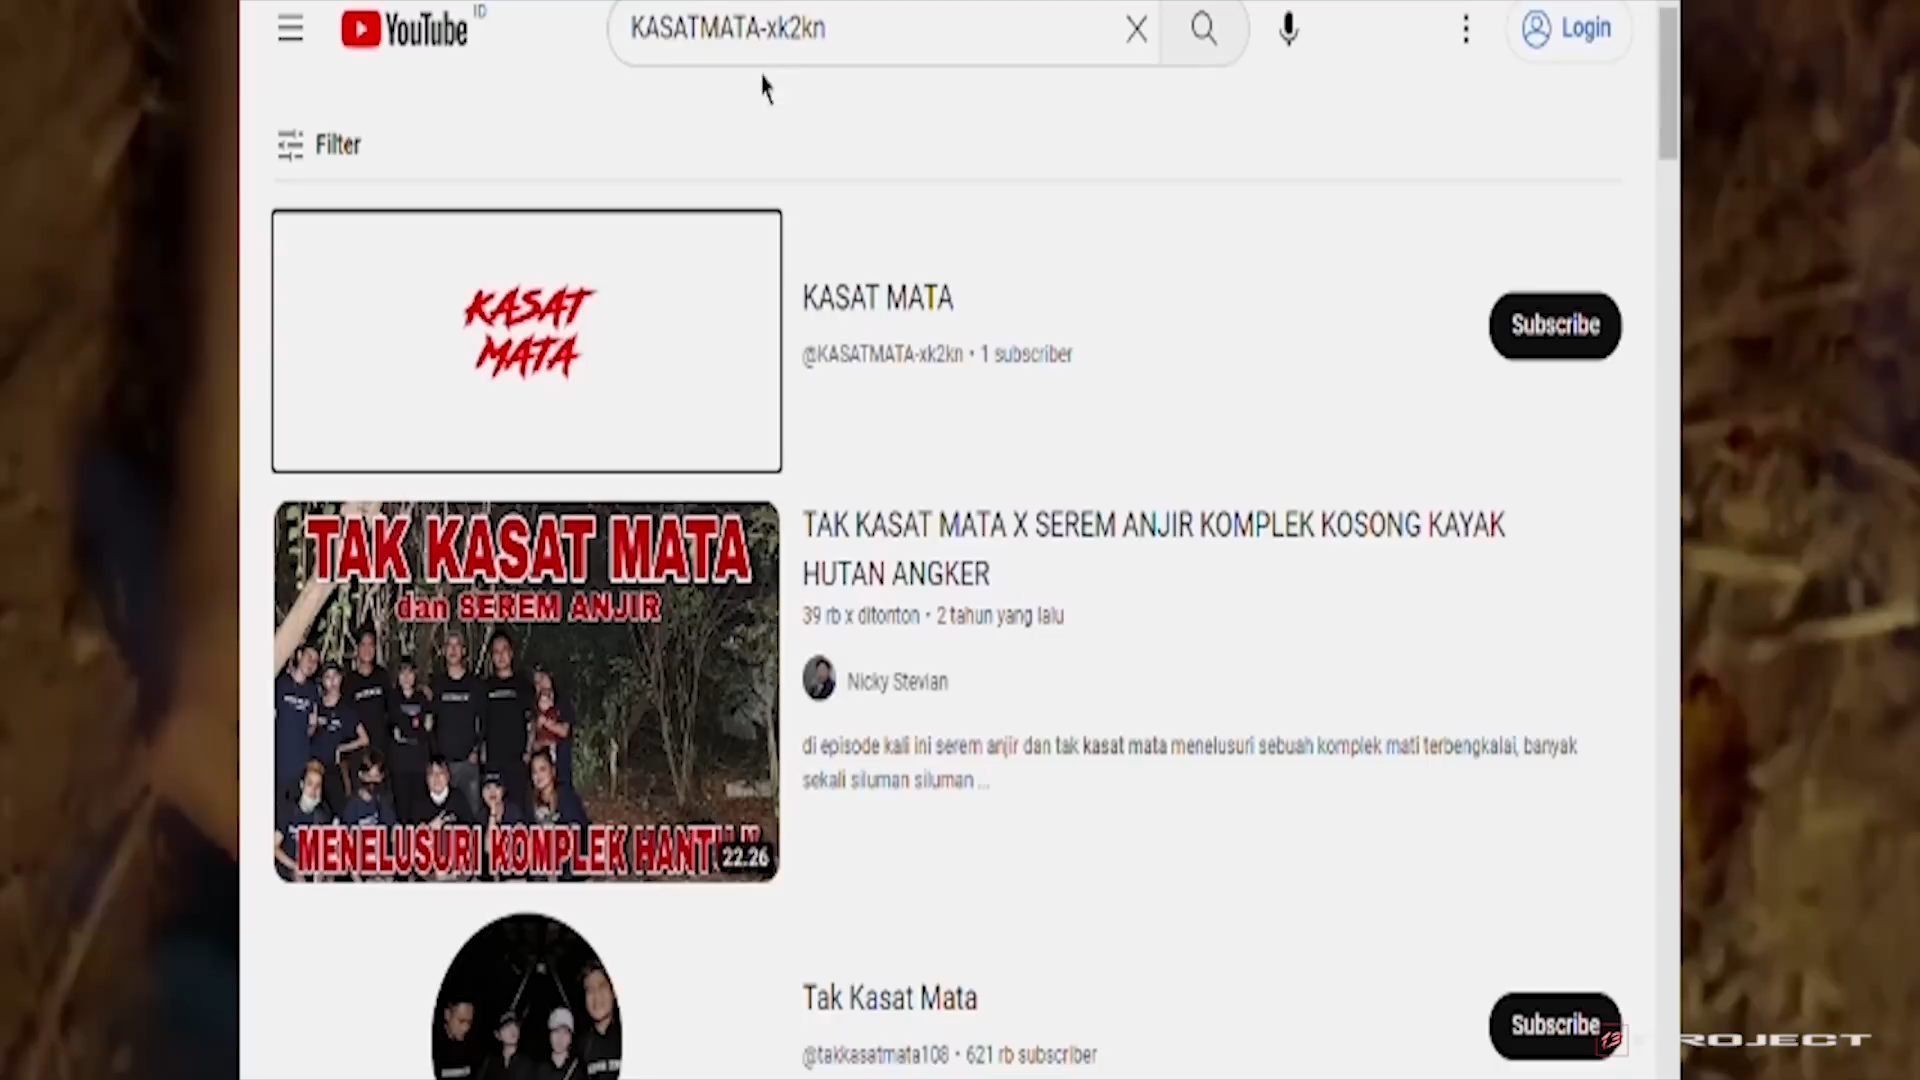 YouTube ID
KASATMATA-xk2kn
Login
Filter
KASAT
MATA
KASAT MATA
@KASATMATA-xk2kn • 1 subscriber
Subscribe
TAK KASAT MATA
dan SEREM ANJIR
MENELUSURI KOMPLEK HANTU
22.26
TAK KASAT MATA X SEREM ANJIR KOMPLEK KOSONG KAYAK
HUTAN ANGKER
39 rb x ditonton • 2 tahun yang lalu
Nicky Stevian
di episode kali ini serem anjir dan tak kasat mata menelusuri sebuah komplek mati terbengkalai, banyak
sekali siluman siluman ...
Tak Kasat Mata
@takkasatmata108 • 621 rb subscriber
Subscribe
13 ROJECT